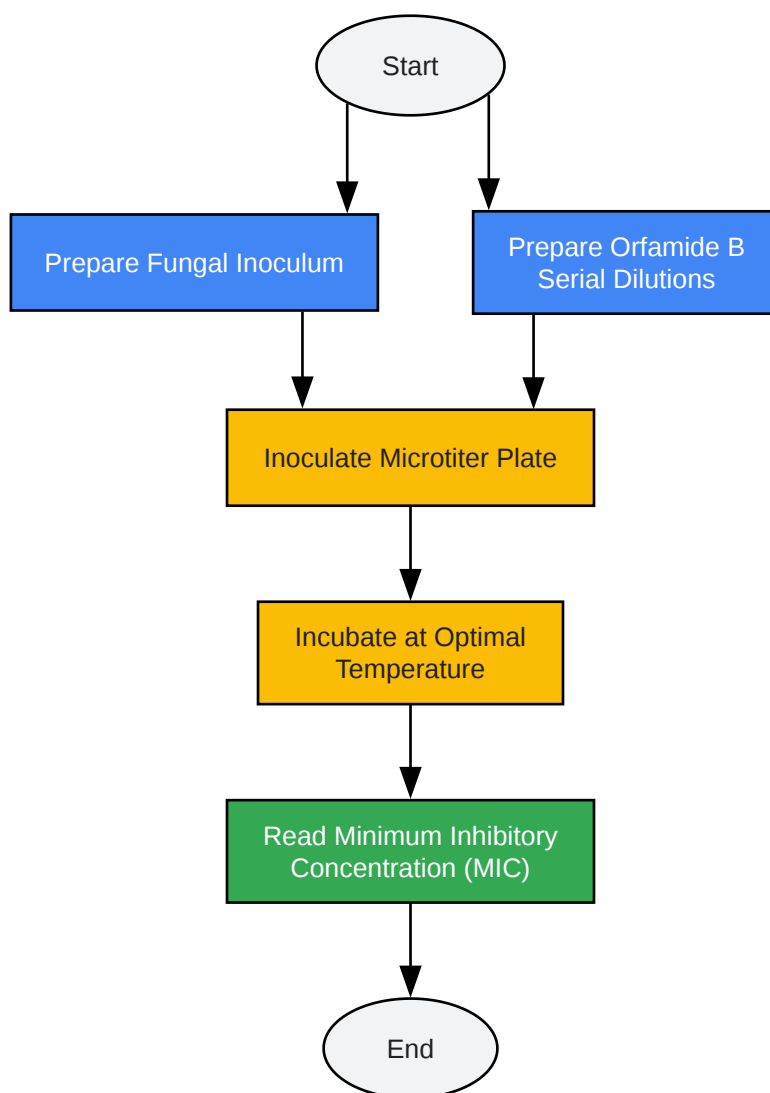 Start
Prepare Fungal Inoculum
Prepare Orfamide B
Serial Dilutions
Inoculate Microtiter Plate
Incubate at Optimal
Temperature
Read Minimum Inhibitory
Concentration (MIC)
End